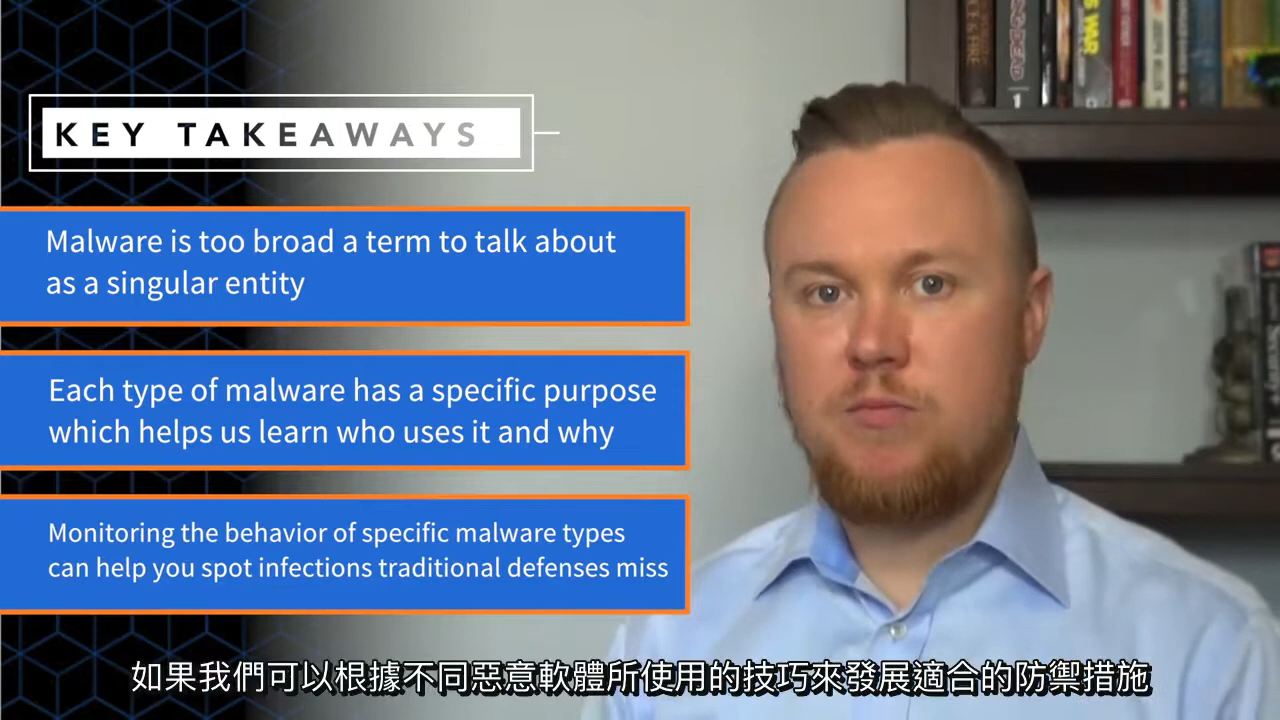 KEY TAKEAWAYS
Malware is too broad a term to talk about
as a singular entity
Each type of malware has a specific purpose
which helps us learn who uses it and why
Monitoring the behavior of specific malware types
can help you spot infections traditional defenses miss
如果我們可以根據不同惡意軟體所使用的技巧來發展適合的防禦措施